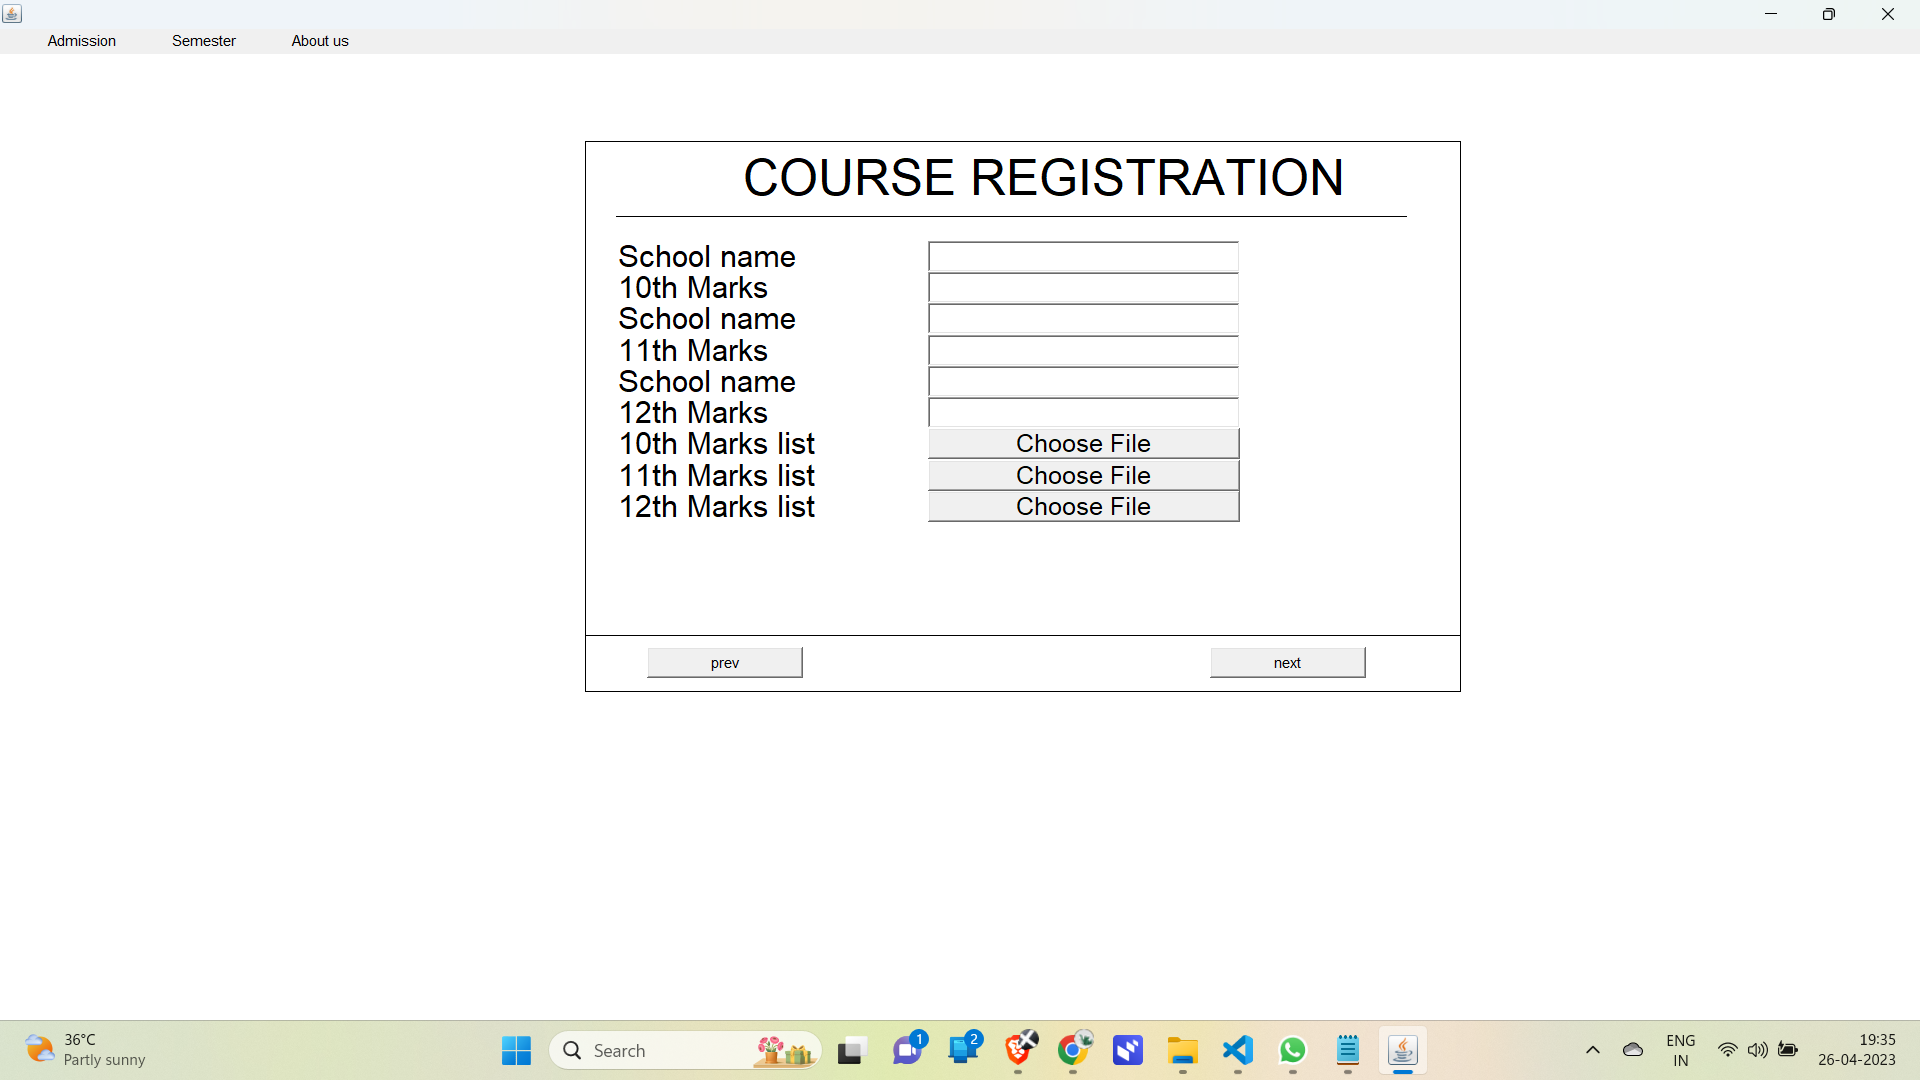 Admission Semester About us
COURSE REGISTRATION
School name
10th Marks
School name
11th Marks
School name
12th Marks
10th Marks list Choose File
11th Marks list Choose File
12th Marks list Choose File
prev next
36°C
Partly sunny
Search
1
2
ENG
IN
19:35
26-04-2023